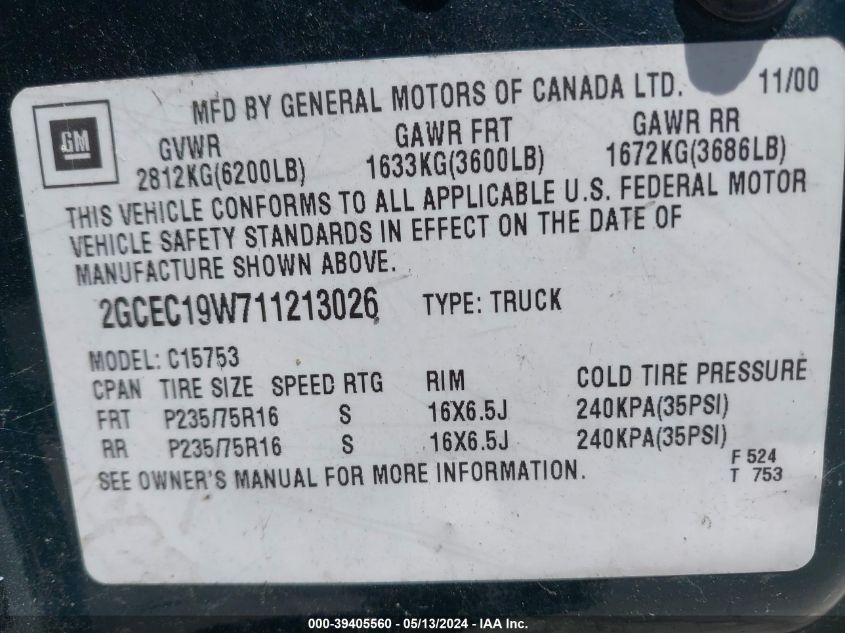 MFD BY GENERAL MOTORS OF CANADA LTD. 11/00
GM
GVWR GAWR FRT GAWR RR
2812KG(6200LB) 1633KG(3600LB) 1672KG(3686LB)
THIS VEHICLE CONFORMS TO ALL APPLICABLE U.S. FEDERAL MOTOR
VEHICLE SAFETY STANDARDS IN EFFECT ON THE DATE OF
MANUFACTURE SHOWN ABOVE.
2GCEC19W711213026 TYPE: TRUCK
MODEL: C15753
CPAN TIRE SIZE SPEED RTG RIM COLD TIRE PRESSURE
FRT P235/75R16 S 16X6.5J 240KPA(35PSI)
RR P235/75R16 S 16X6.5J 240KPA(35PSI)
SEE OWNER'S MANUAL FOR MORE INFORMATION.
F 524
T 753
000-39405560 - 05/13/2024 - IAA Inc.